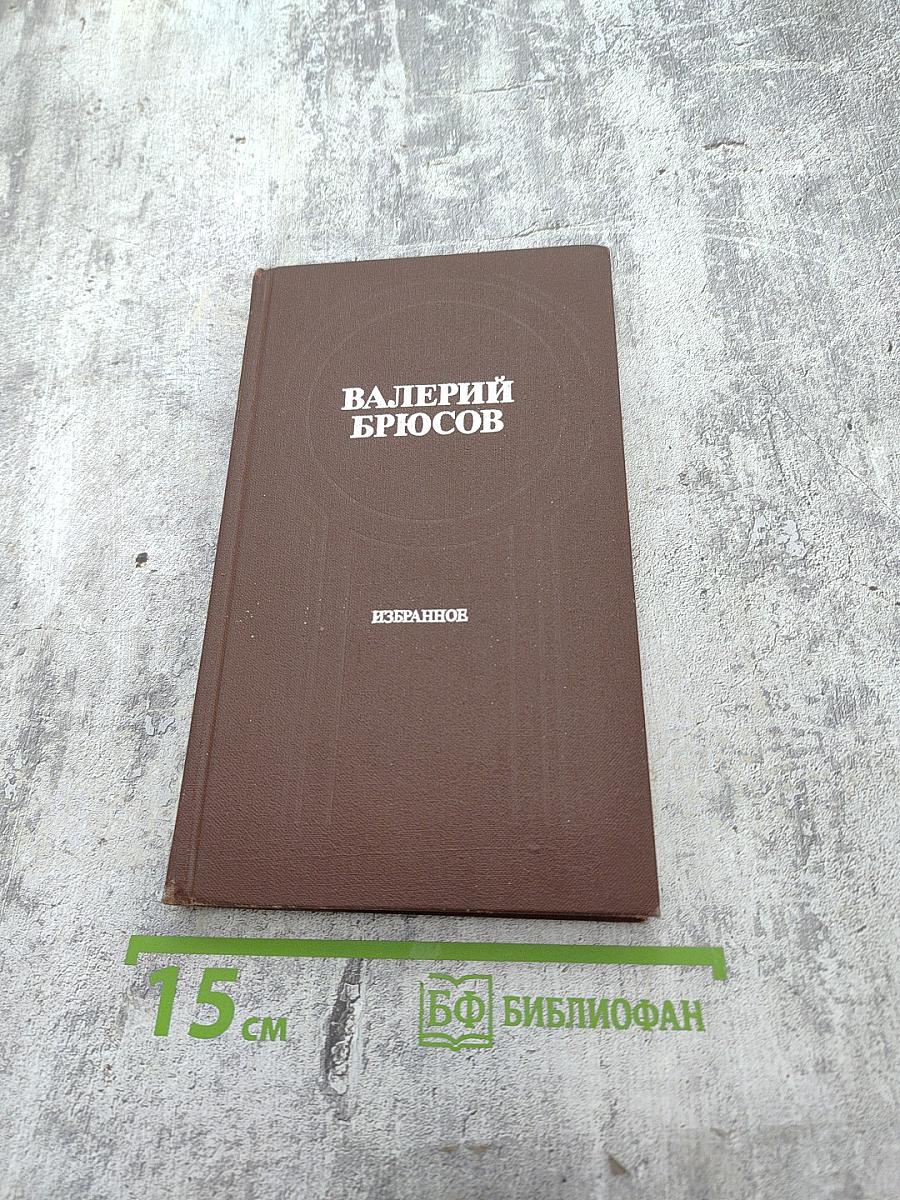 ВАЛЕРИЙ
БРЮСОВ
ИЗБРАННОЕ
15 см
БФ БИБЛИОФАН